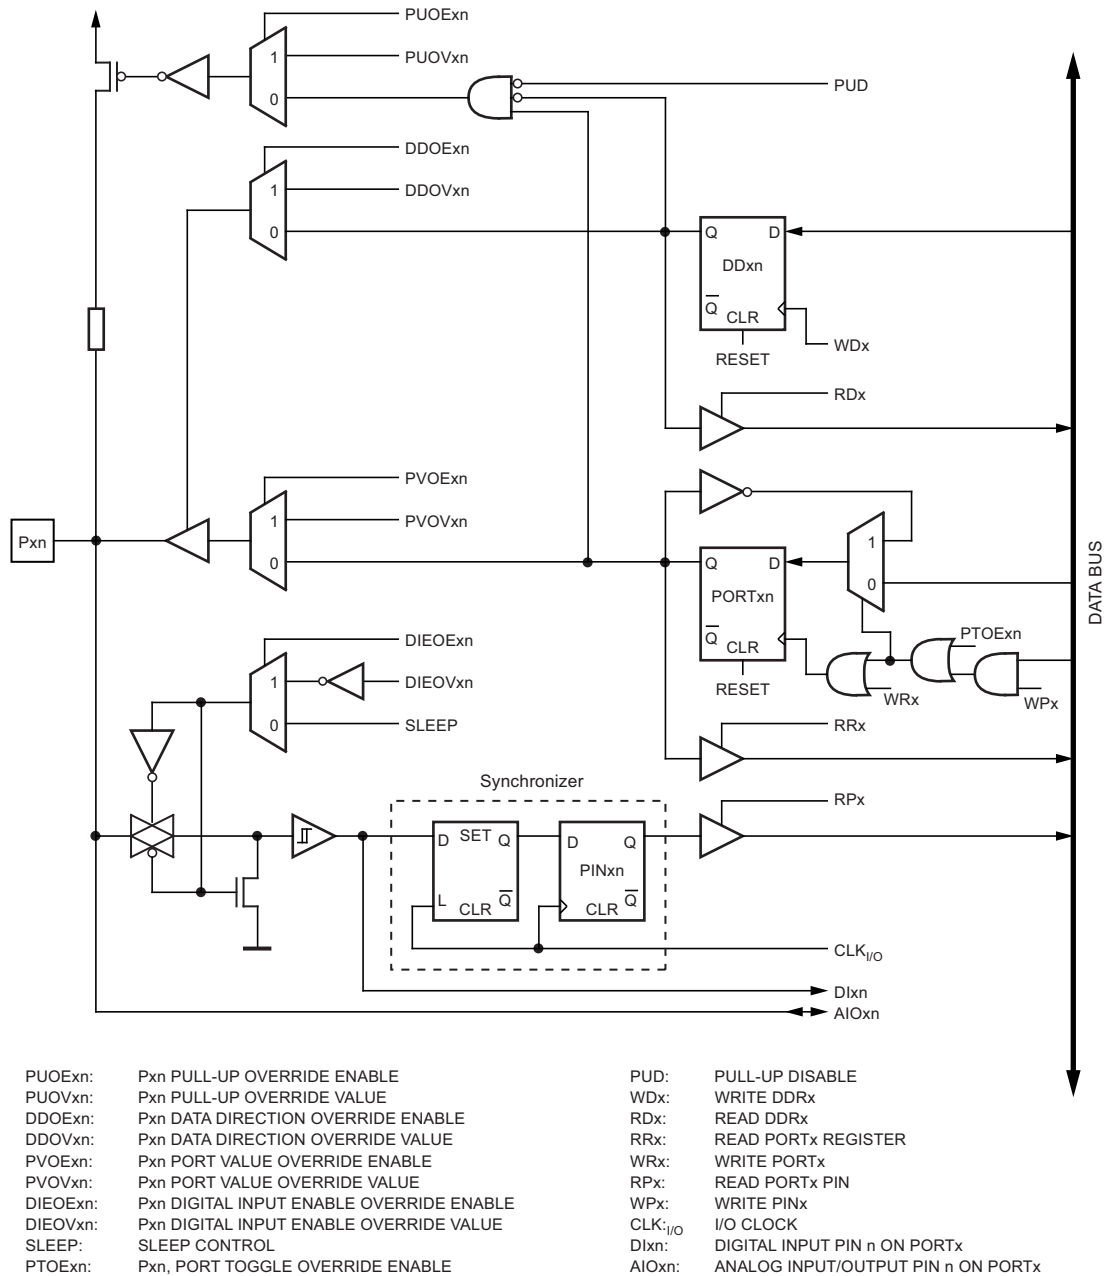 PUOExn
1
PUOVxn
0
PUD
DDOExn
1
DDOVxn
0
Q
D
DDxn
Q
CLR
WDx
RESET
RDx
PVOExn
1
PVOVxn
0
Pxn
1
0
Q
D
PORTxn
Q
CLR
RESET
PTOExn
WRx
WPx
DATA BUS
DIEOExn
1
DIEOVxn
0
SLEEP
RRx
Synchronizer
RPx
D SET Q
L CLR Q
D Q
PINxn
CLR Q
CLKI/O
DIxn
AIOxn
PUOExn: Pxn PULL-UP OVERRIDE ENABLE
PUOVxn: Pxn PULL-UP OVERRIDE VALUE
DDOExn: Pxn DATA DIRECTION OVERRIDE ENABLE
DDOVxn: Pxn DATA DIRECTION OVERRIDE VALUE
PVOExn: Pxn PORT VALUE OVERRIDE ENABLE
PVOVxn: Pxn PORT VALUE OVERRIDE VALUE
DIEOExn: Pxn DIGITAL INPUT ENABLE OVERRIDE ENABLE
DIEOVxn: Pxn DIGITAL INPUT ENABLE OVERRIDE VALUE
SLEEP: SLEEP CONTROL
PTOExn: Pxn, PORT TOGGLE OVERRIDE ENABLE
PUD: PULL-UP DISABLE
WDx: WRITE DDRx
RDx: READ DDRx
RRx: READ PORTx REGISTER
WRx: WRITE PORTx
RPx: READ PORTx PIN
WPx: WRITE PINx
CLK:I/O I/O CLOCK
DIxn: DIGITAL INPUT PIN n ON PORTx
AIOxn: ANALOG INPUT/OUTPUT PIN n ON PORTx